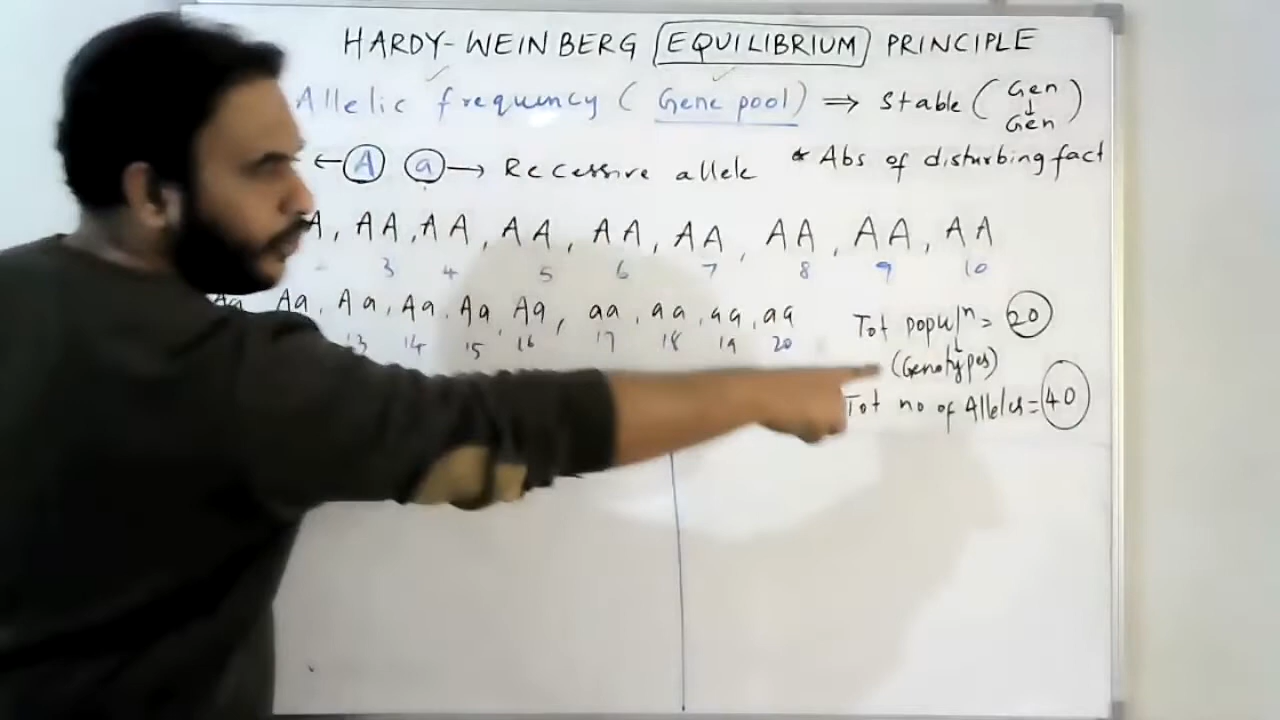 HARDY-WEINBERG EQUILIBRIUM PRINCIPLE
Allelic frequency (Gene pool) ⇒ Stable (Gen ↓ Gen)
← A a → Recessive allele * Abs of disturbing fact
A, AA, AA, AA, AA, AA, AA, AA, AA
3 4 5 6 7 8 9 10
Aa Aa, Aa, Aa, Aa, Aa, aa, aa, aa, aa
13 14 15 16 17 18 19 20
Tot popul^n = 20
(Genotypes)
Tot no of Alleles = 40